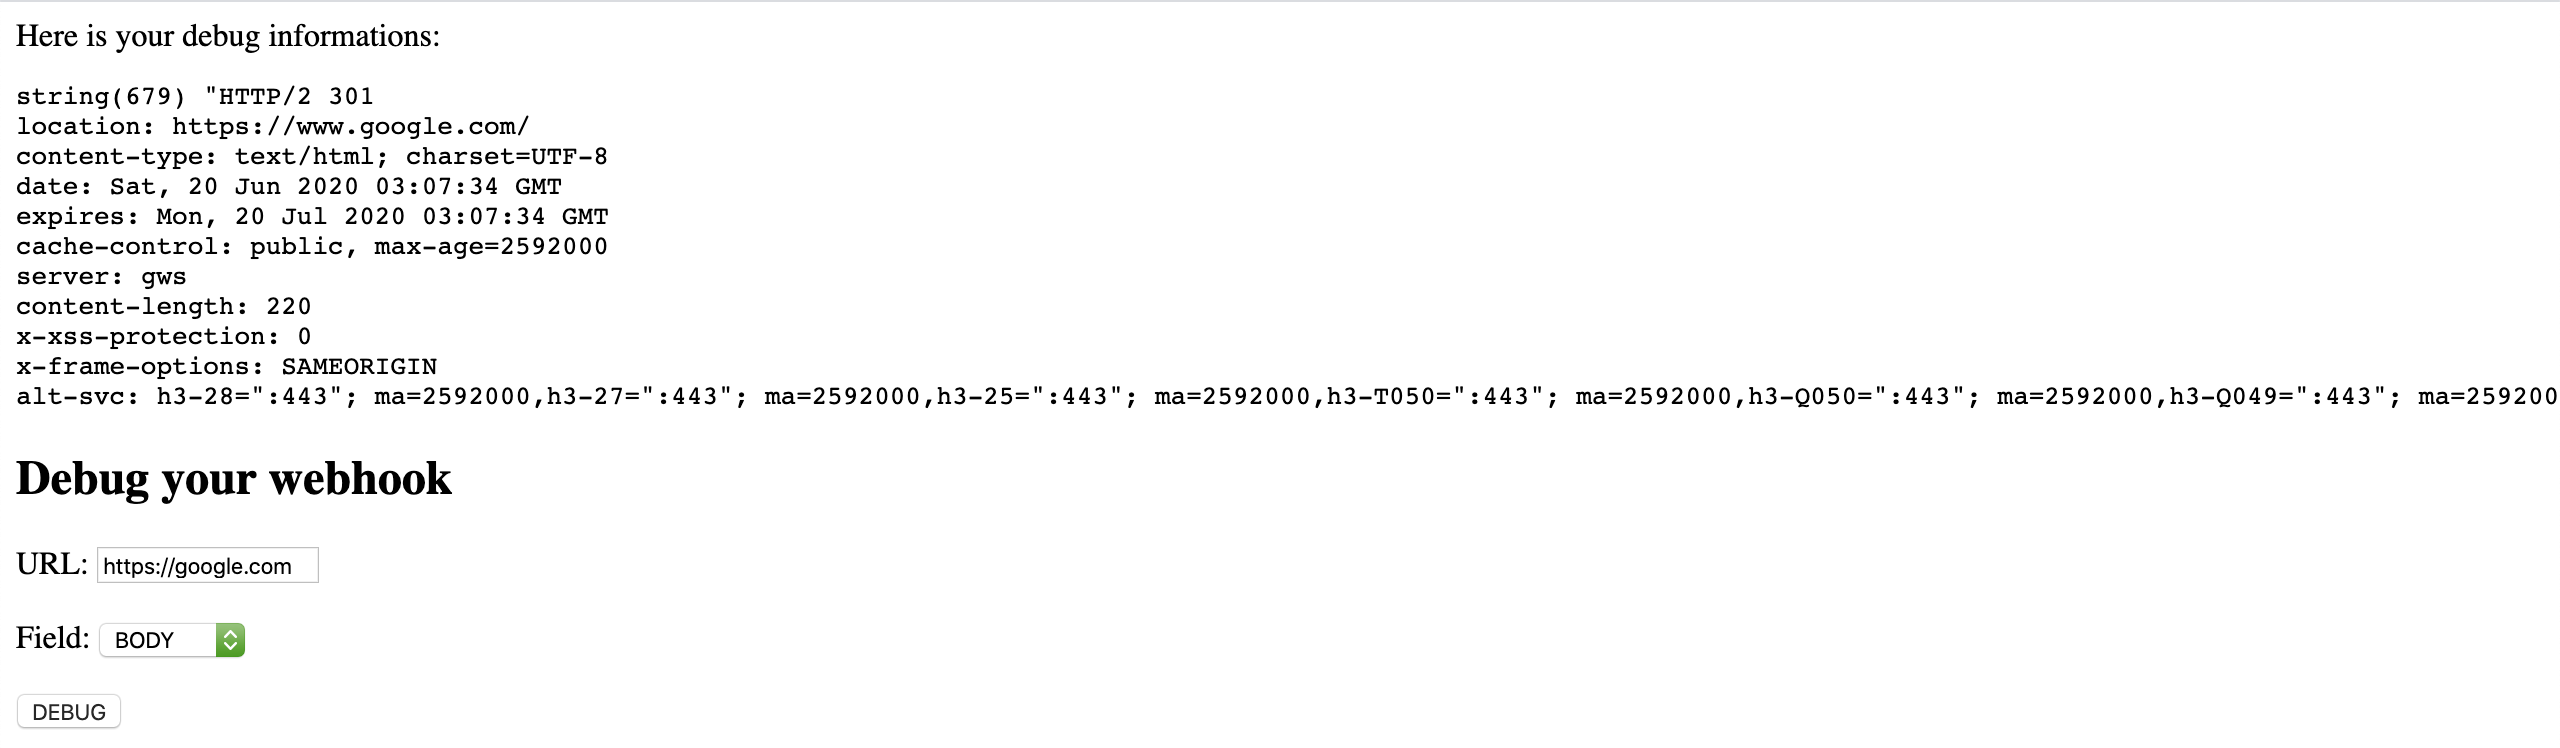 Here is your debug informations:
string(679) "HTTP/2 301
location: https://www.google.com/
content-type: text/html; charset=UTF-8
date: Sat, 20 Jun 2020 03:07:34 GMT
expires: Mon, 20 Jul 2020 03:07:34 GMT
cache-control: public, max-age=2592000
server: gws
content-length: 220
x-xss-protection: 0
x-frame-options: SAMEORIGIN
alt-svc: h3-28=":443"; ma=2592000,h3-27=":443"; ma=2592000,h3-25=":443"; ma=2592000,h3-T050=":443"; ma=2592000,h3-Q050=":443"; ma=2592000,h3-Q049=":443"; ma=259200
Debug your webhook
URL: https://google.com
Field: BODY
DEBUG